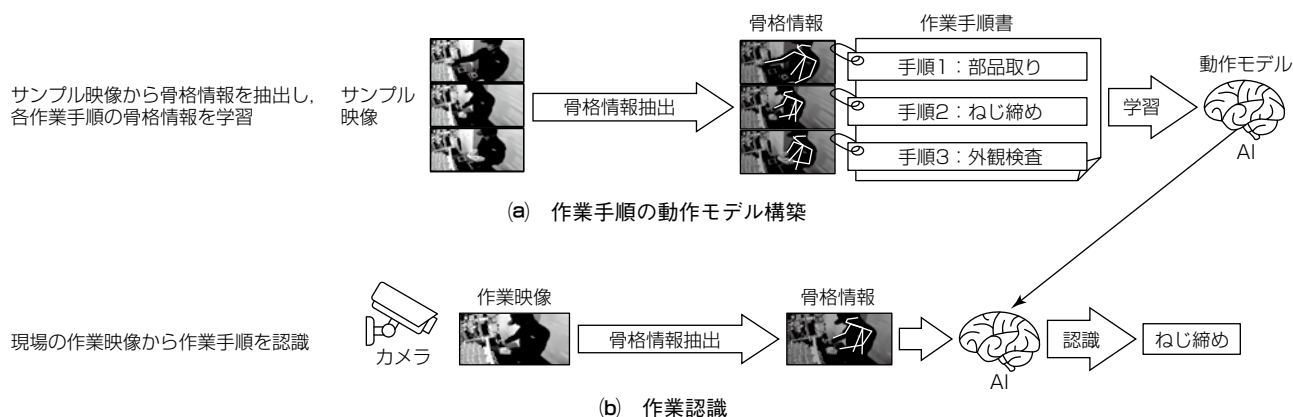 骨格情報
作業手順書
手順1：部品取り
動作モデル
サンプル映像から骨格情報を抽出し，
各作業手順の骨格情報を学習
サンプル
映像
骨格情報抽出
手順2：ねじ締め
学習
手順3：外観検査
AI
(a) 作業手順の動作モデル構築
作業映像
骨格情報
現場の作業映像から作業手順を認識
カメラ
骨格情報抽出
認識
ねじ締め
AI
(b) 作業認識